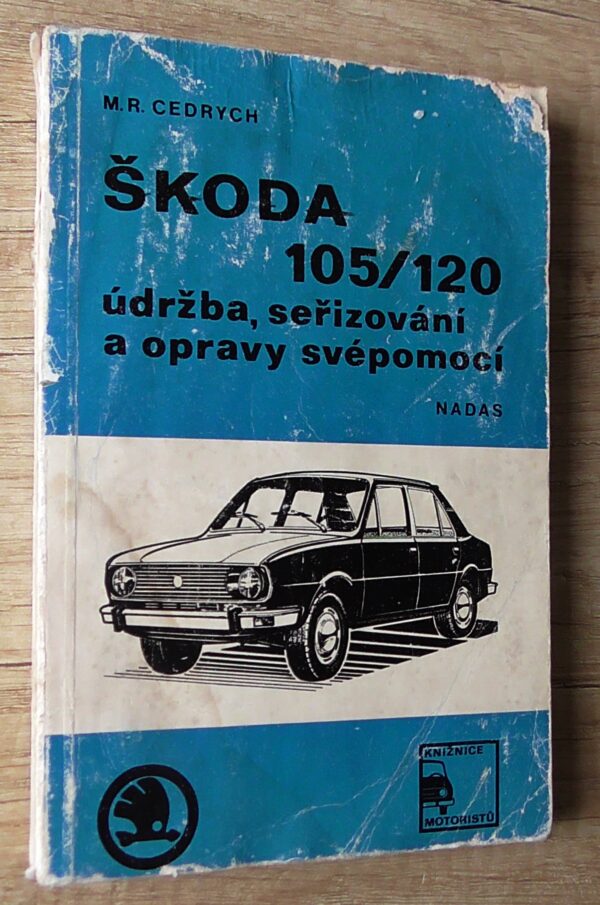 M.R. CEDRYCH
ŠKODA
105/120
údržba, seřizování
a opravy svépomocí
NADAS
KNIŽNICE
MOTORISTŮ